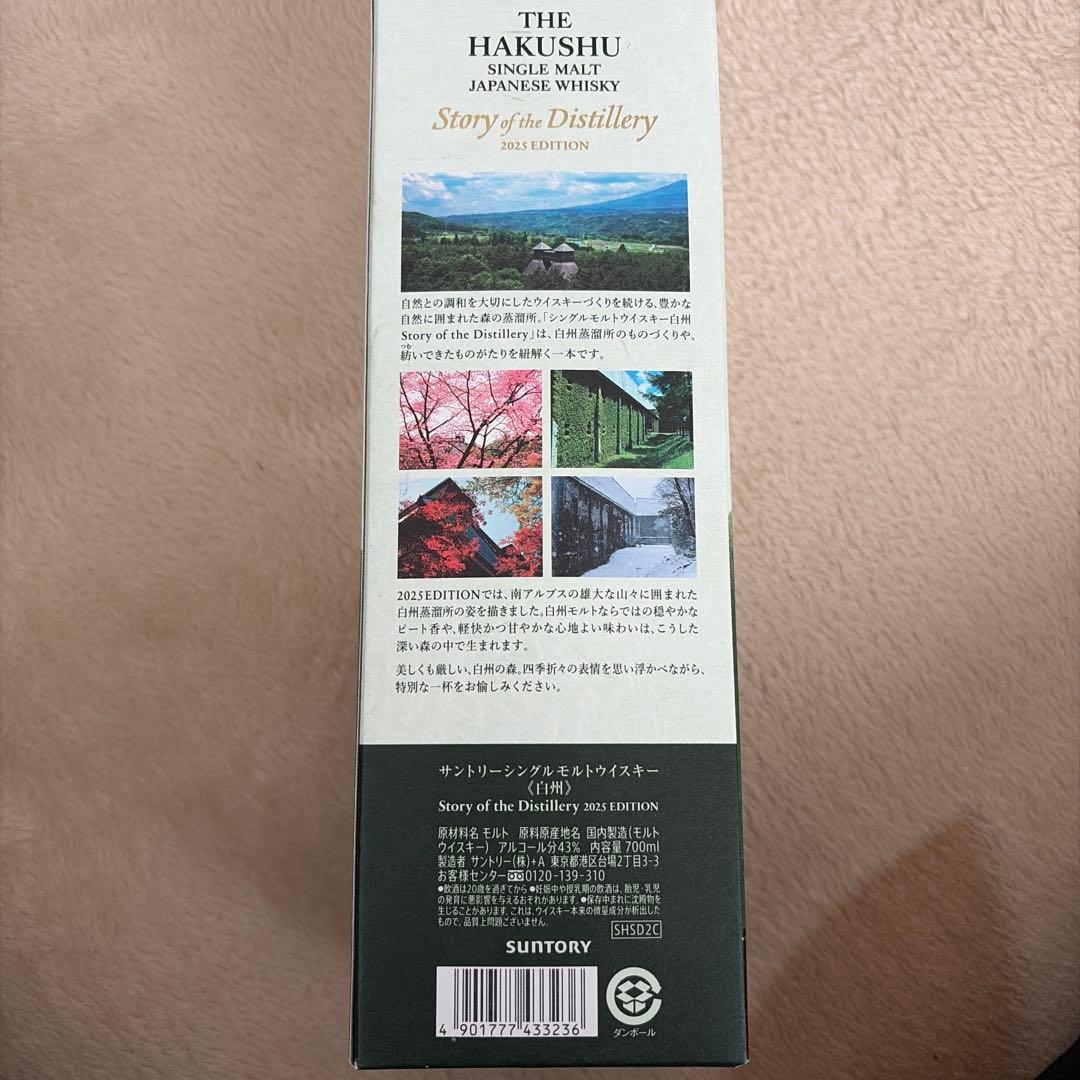 THE
HAKUSHU
SINGLE MALT
JAPANESE WHISKY
Story of the Distillery
2025 EDITION
自然との調和を大切にしたウイスキーづくりを続ける、豊かな
自然に囲まれた森の蒸溜所。「シングルモルトウイスキー白州
Story of the Distillery」は、白州蒸溜所のものづくりや、
つむ
紡いできたものがたりを紐解く一本です。
2025EDITIONでは、南アルプスの雄大な山々に囲まれた
白州蒸溜所の姿を描きました。白州モルトならではの穏やかな
ピート香や、軽快かつ甘やかな心地よい味わいは、こうした
深い森の中で生まれます。
美しくも厳しい、白州の森。四季折々の表情を思い浮かべながら、
特別な一杯をお愉しみください。
サントリーシングルモルトウイスキー
《白州》
Story of the Distillery 2025 EDITION
原材料名 モルト 原料原産地名 国内製造(モルト
ウイスキー) アルコール分43% 内容量 700ml
製造者 サントリー(株)+A 東京都港区台場2丁目3-3
お客様センター 0120-139-310
●飲酒は20歳を過ぎてから ●妊娠中や授乳期の飲酒は、胎児・乳児
の発育に悪影響を与えるおそれがあります。●保存中まれに沈殿物を
生じることがあります。これは、ウイスキー本来の微量成分が析出した
もので、品質上問題ございません。
SHSD2C
SUNTORY
4 901777 433236
ダンボール